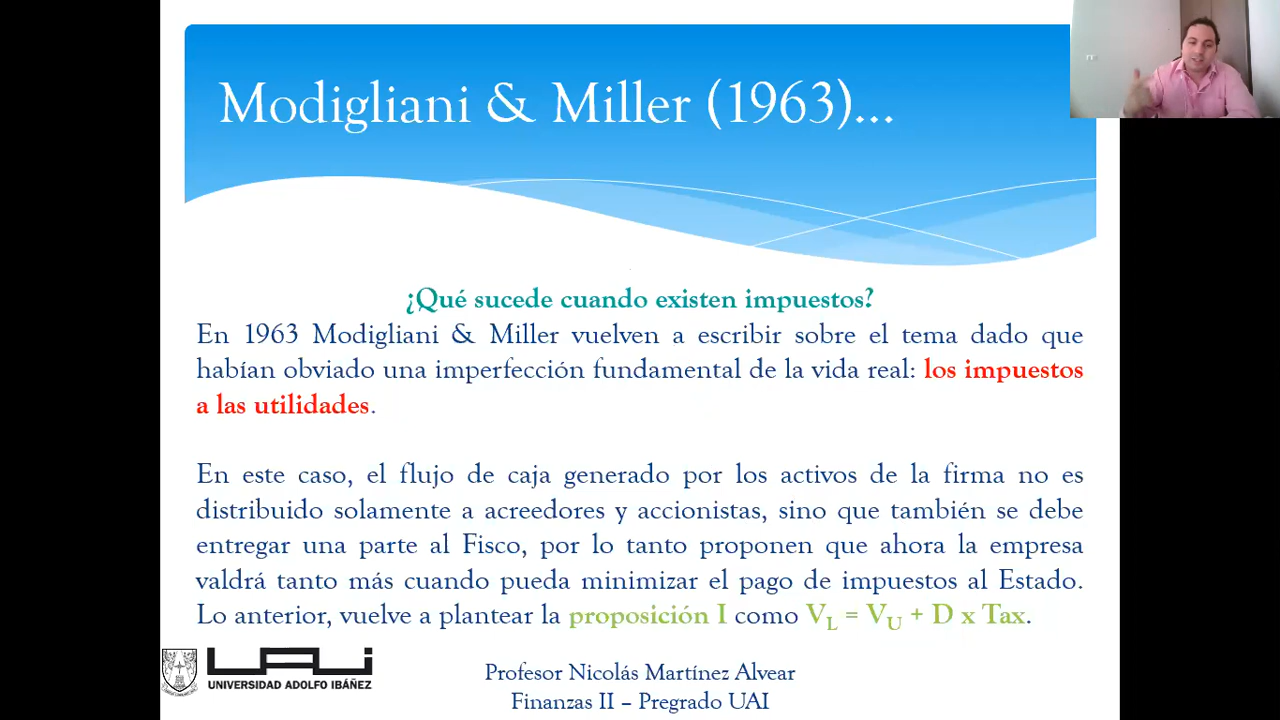 Modigliani & Miller (1963)...
¿Qué sucede cuando existen impuestos?
En 1963 Modigliani & Miller vuelven a escribir sobre el tema dado que
habían obviado una imperfección fundamental de la vida real: los impuestos
a las utilidades.
En este caso, el flujo de caja generado por los activos de la firma no es
distribuido solamente a acreedores y accionistas, sino que también se debe
entregar una parte al Fisco, por lo tanto proponen que ahora la empresa
valdrá tanto más cuando pueda minimizar el pago de impuestos al Estado.
Lo anterior, vuelve a plantear la proposición I como V_L = V_U + D x Tax.
UAI
UNIVERSIDAD ADOLFO IBÁÑEZ
Profesor Nicolás Martínez Alvear
Finanzas II – Pregrado UAI